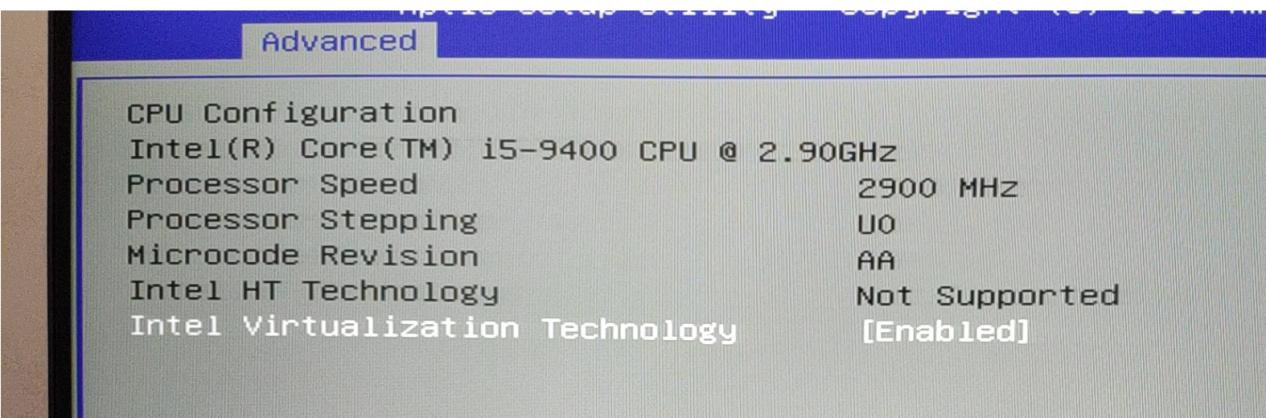 Advanced
CPU Configuration
Intel(R) Core(TM) i5-9400 CPU @ 2.90GHz
Processor Speed 2900 MHz
Processor Stepping U0
Microcode Revision AA
Intel HT Technology Not Supported
Intel Virtualization Technology [Enabled]